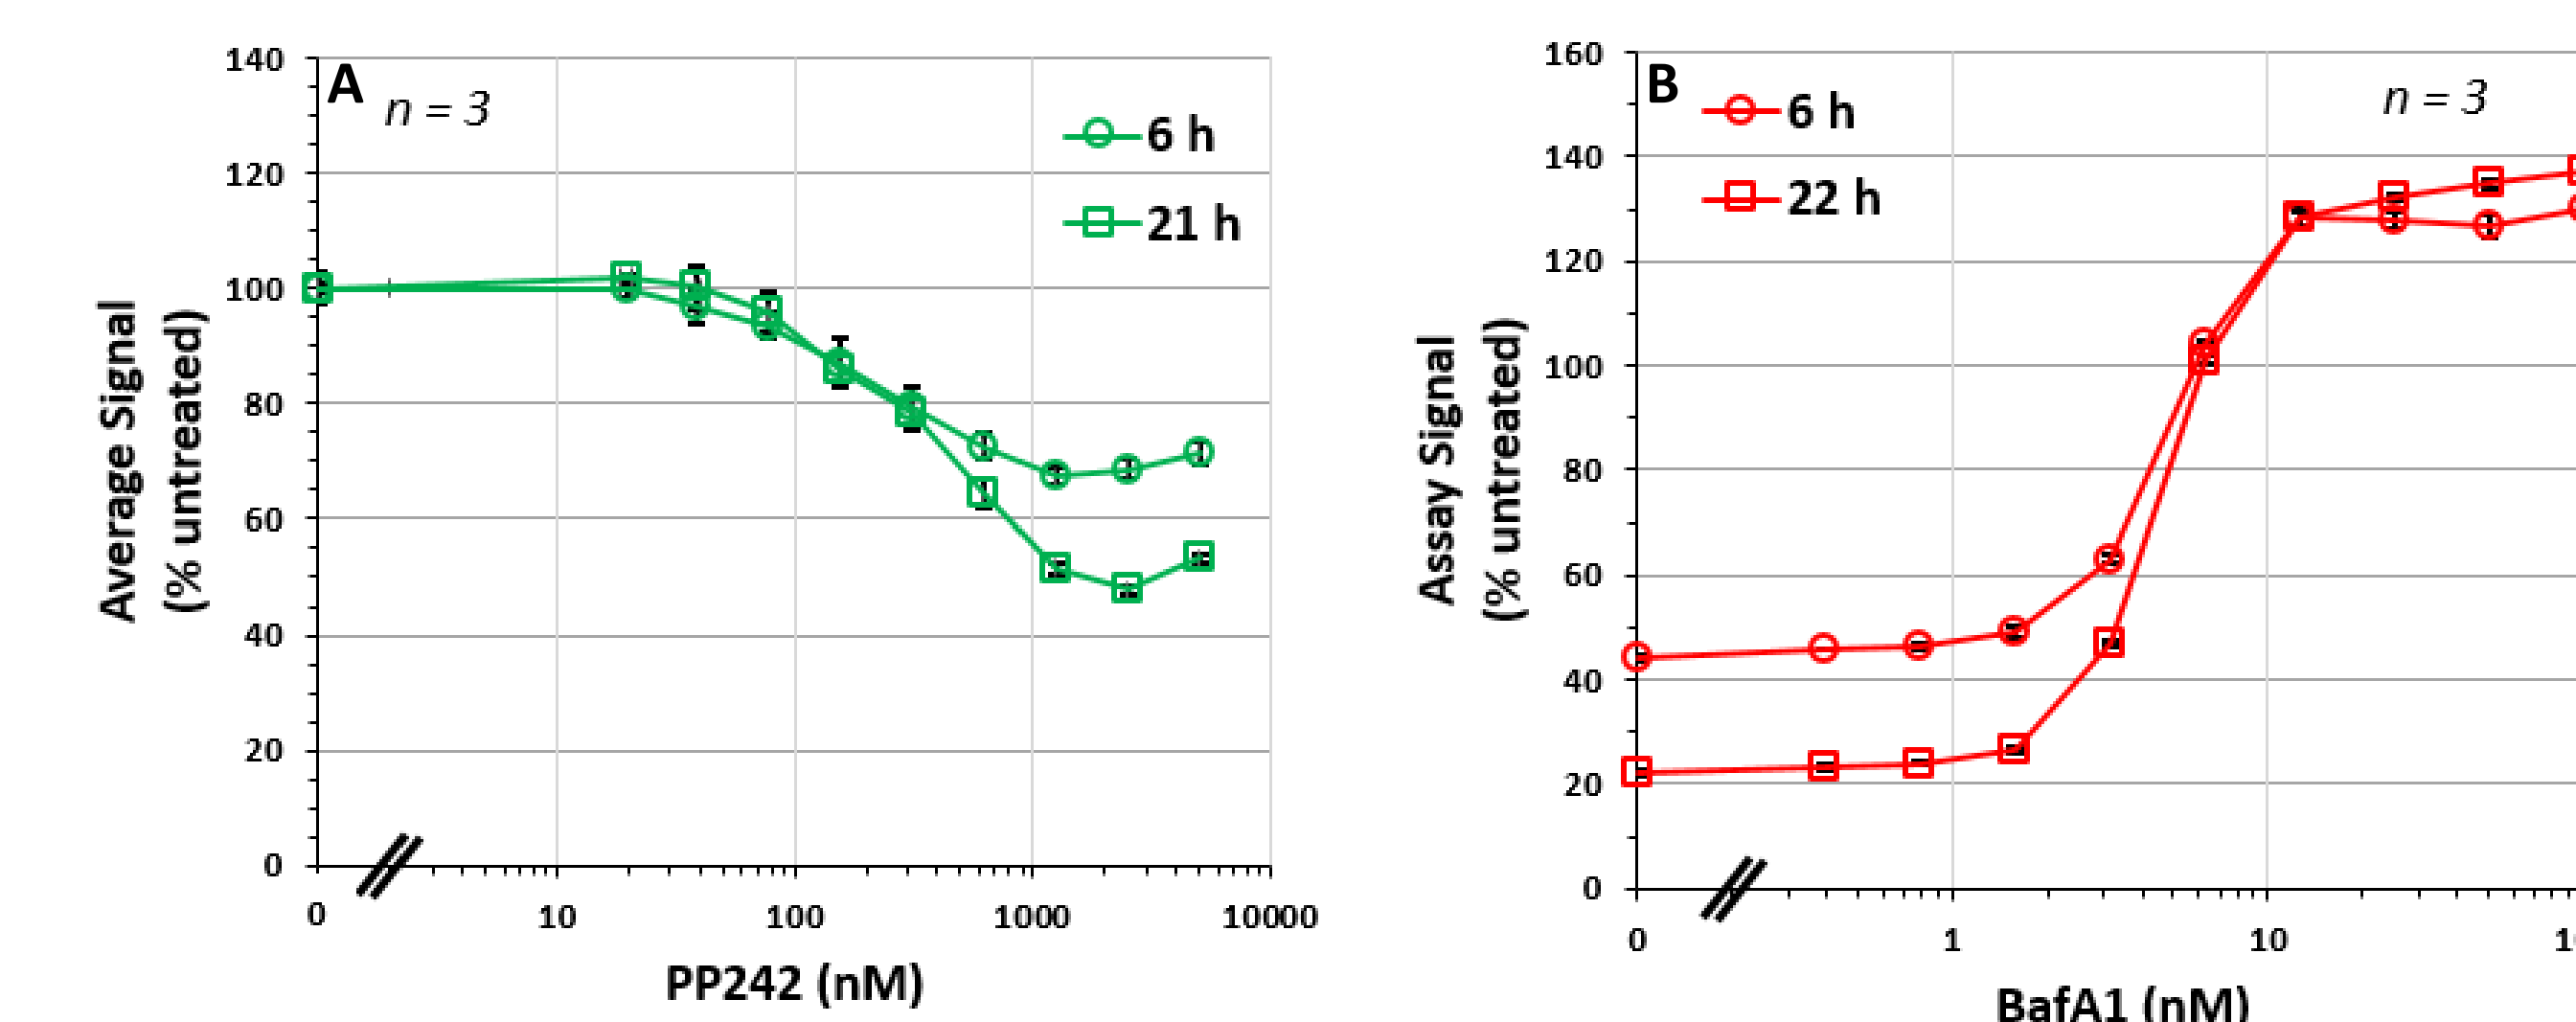 A
n = 3
6 h
21 h
140
120
100
80
60
40
20
0
Average Signal
(% untreated)
0 10 100 1000 10000
PP242 (nM)
B
n = 3
6 h
22 h
160
140
120
100
80
60
40
20
0
Assay Signal
(% untreated)
0 1 10
BafA1 (nM)